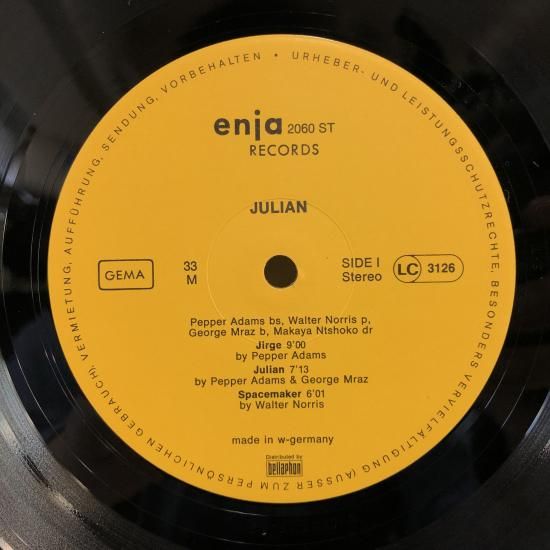 URHEBER- UND LEISTUNGSSCHUTZRECHTE, BESONDERS VERVIELFÄLTIGUNG (AUSSER ZUM PERSÖNLICHEN GEBRAUCH), VERMIETUNG, AUFFÜHRUNG, SENDUNG, VORBEHALTEN •
enja 2060 ST
RECORDS
JULIAN
GEMA
33
M
SIDE I
Stereo
LC 3126
Pepper Adams bs, Walter Norris p,
George Mraz b, Makaya Ntshoko dr
Jirge 9'00
by Pepper Adams
Julian 7'13
by Pepper Adams & George Mraz
Spacemaker 6'01
by Walter Norris
made in w-germany
Distributed by
bellaphon